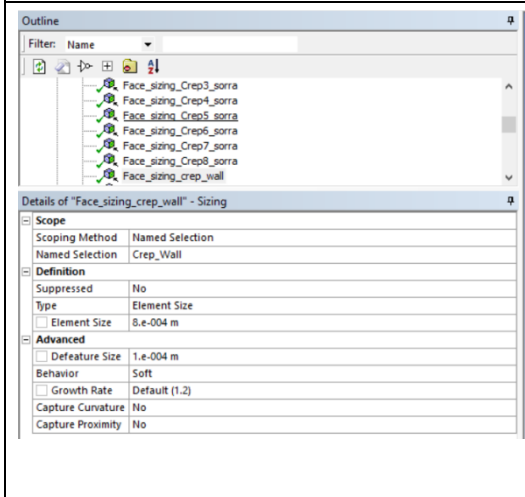 Outline
Filter: Name
Face_sizing_Crep3_sorra
Face_sizing_Crep4_sorra
Face_sizing_Crep5_sorra
Face_sizing_Crep6_sorra
Face_sizing_Crep7_sorra
Face_sizing_Crep8_sorra
Face_sizing_crep_wall
Details of "Face_sizing_crep_wall" - Sizing
Scope
Scoping Method Named Selection
Named Selection Crep_Wall
Definition
Suppressed No
Type Element Size
Element Size 8.e-004 m
Advanced
Defeature Size 1.e-004 m
Behavior Soft
Growth Rate Default (1.2)
Capture Curvature No
Capture Proximity No